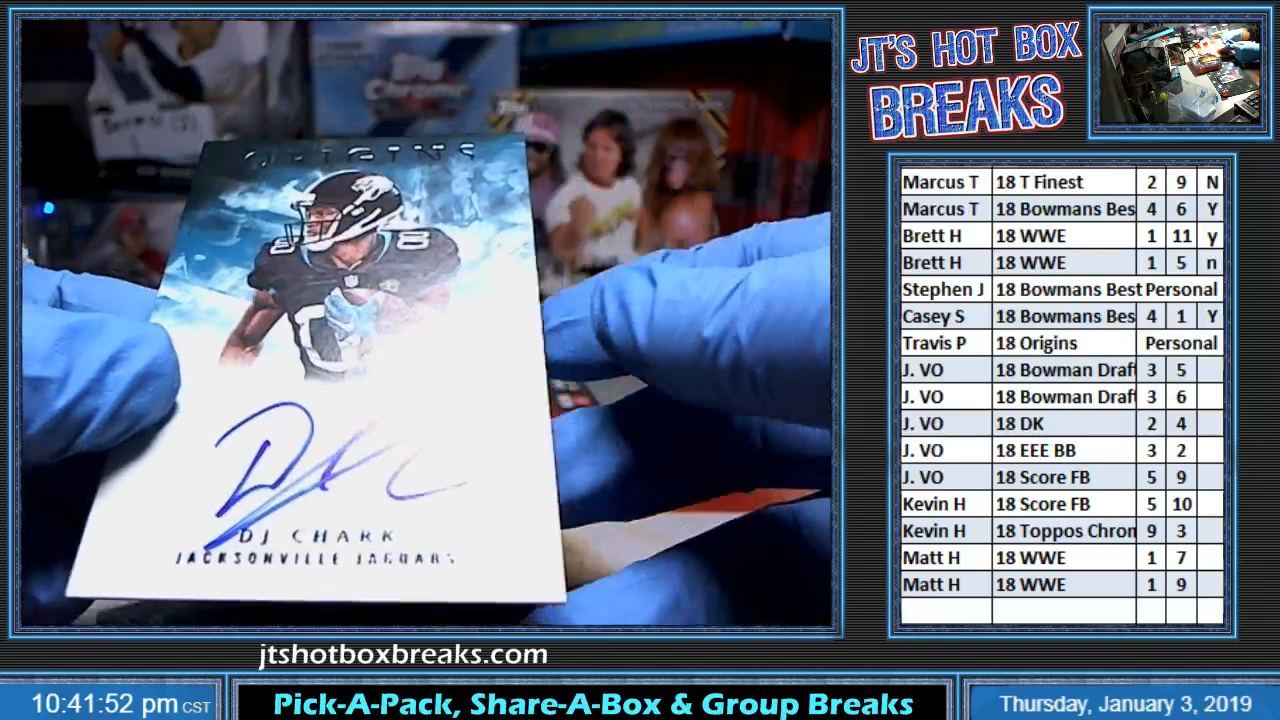 JT'S HOT BOX
BREAKS
ORIGINS
DJ CHARK
JACKSONVILLE JAGUARS
Marcus T 18 T Finest 2 9 N
Marcus T 18 Bowmans Bes 4 6 Y
Brett H 18 WWE 1 11 y
Brett H 18 WWE 1 5 n
Stephen J 18 Bowmans Best Personal
Casey S 18 Bowmans Bes 4 1 Y
Travis P 18 Origins Personal
J. VO 18 Bowman Draft 3 5
J. VO 18 Bowman Draft 3 6
J. VO 18 DK 2 4
J. VO 18 EEE BB 3 2
J. VO 18 Score FB 5 9
Kevin H 18 Score FB 5 10
Kevin H 18 Toppos Chrom 9 3
Matt H 18 WWE 1 7
Matt H 18 WWE 1 9
jtshotboxbreaks.com
10:41:52 pm CST
Pick-A-Pack, Share-A-Box & Group Breaks
Thursday, January 3, 2019